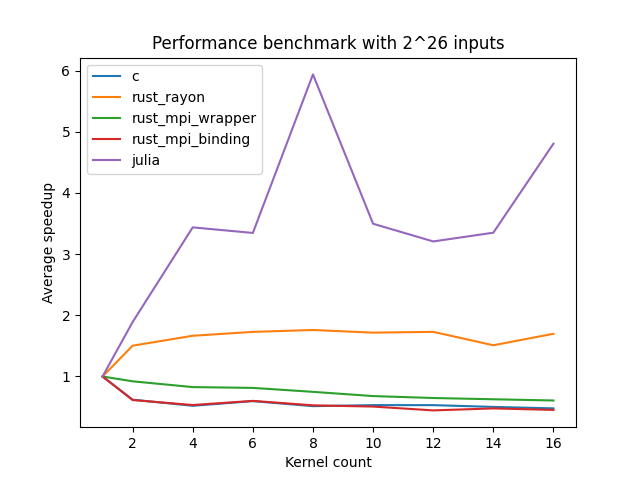 Performance benchmark with 2^26 inputs
c
rust_rayon
rust_mpi_wrapper
rust_mpi_binding
julia
Average speedup
6
5
4
3
2
1
2 4 6 8 10 12 14 16
Kernel count